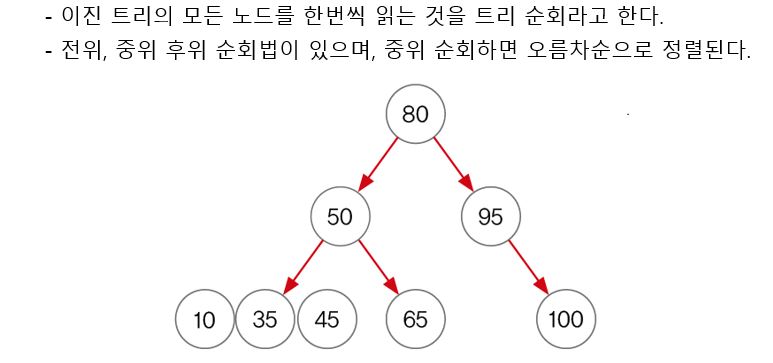 - 이진 트리의 모든 노드를 한번씩 읽는 것을 트리 순회라고 한다.
- 전위, 중위 후위 순회법이 있으며, 중위 순회하면 오름차순으로 정렬된다.
80
50 95
10 35 45 65 100